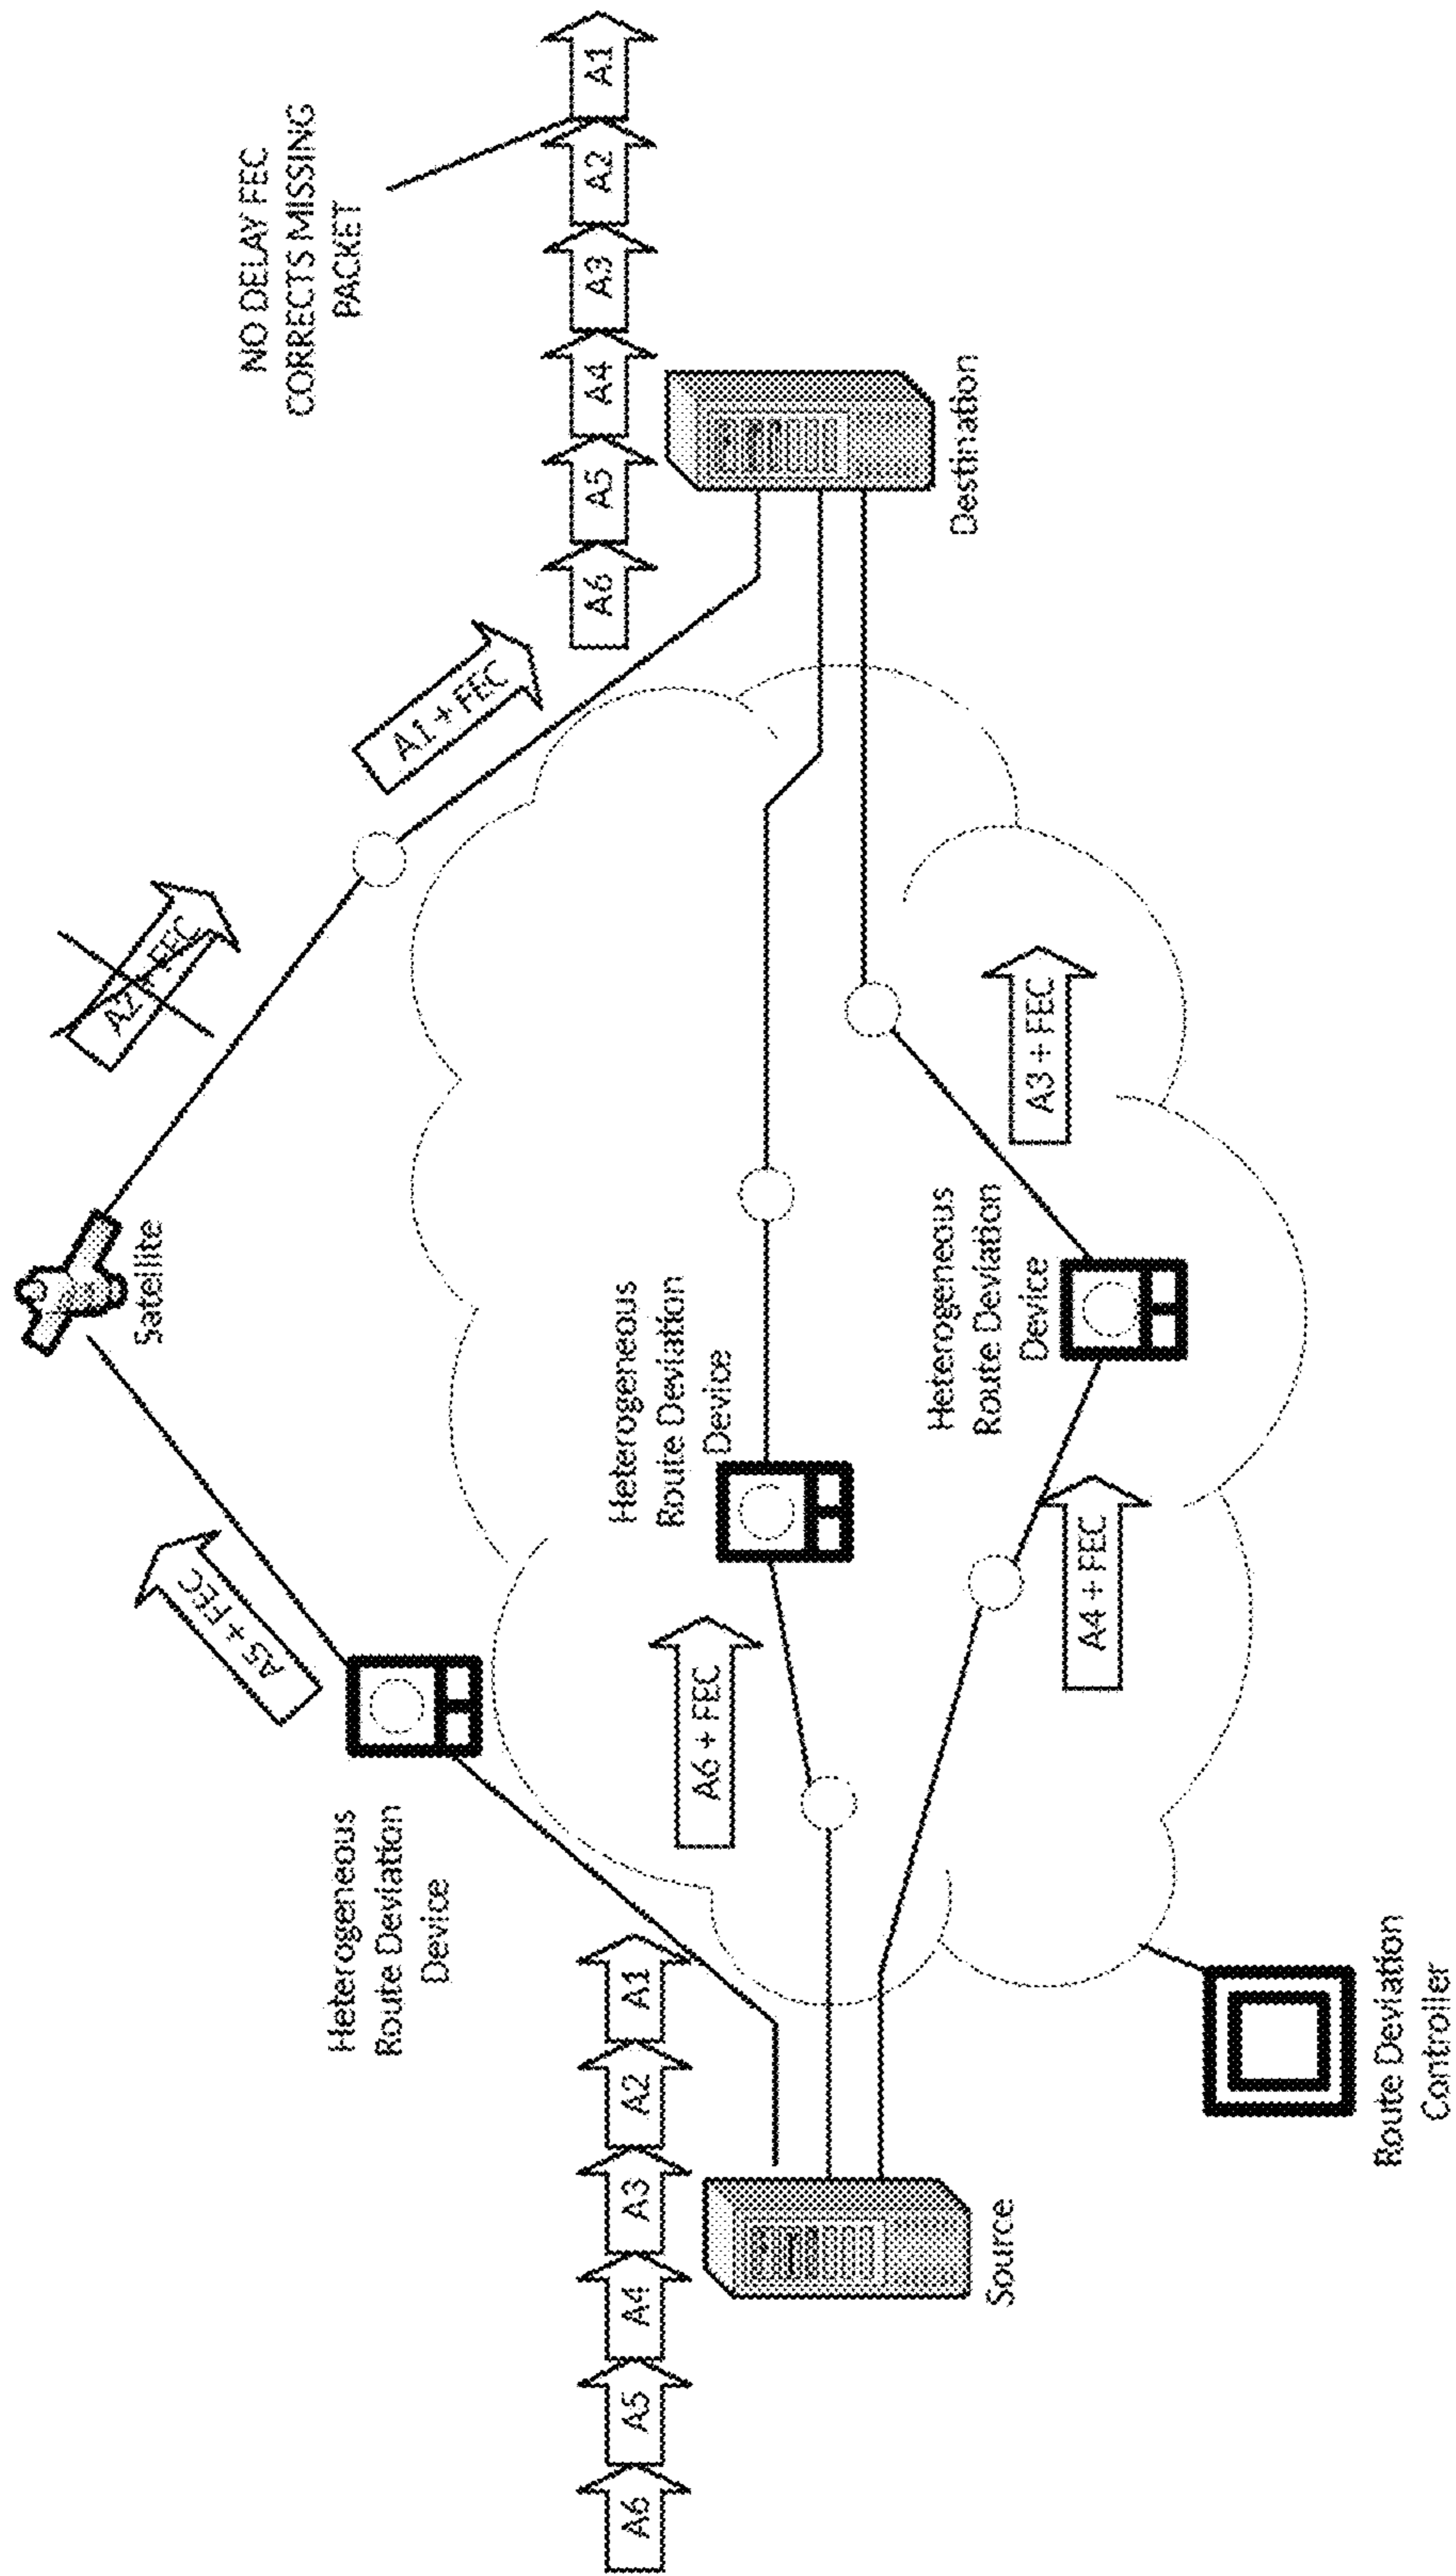 NO DELAY FEC
CORRECTS MISSING
PACKET
A6
A5
A4
A3
A2
A1
A2 + FEC
A1 + FEC
Satellite
A5 + FEC
Heterogeneous
Route Deviation
Device
Destination
A6
A5
A4
A3
A2
A1
A6 + FEC
Heterogeneous
Route Deviation
Device
Heterogeneous
Route Deviation
Device
A3 + FEC
A4 + FEC
Source
Route Deviation
Controller